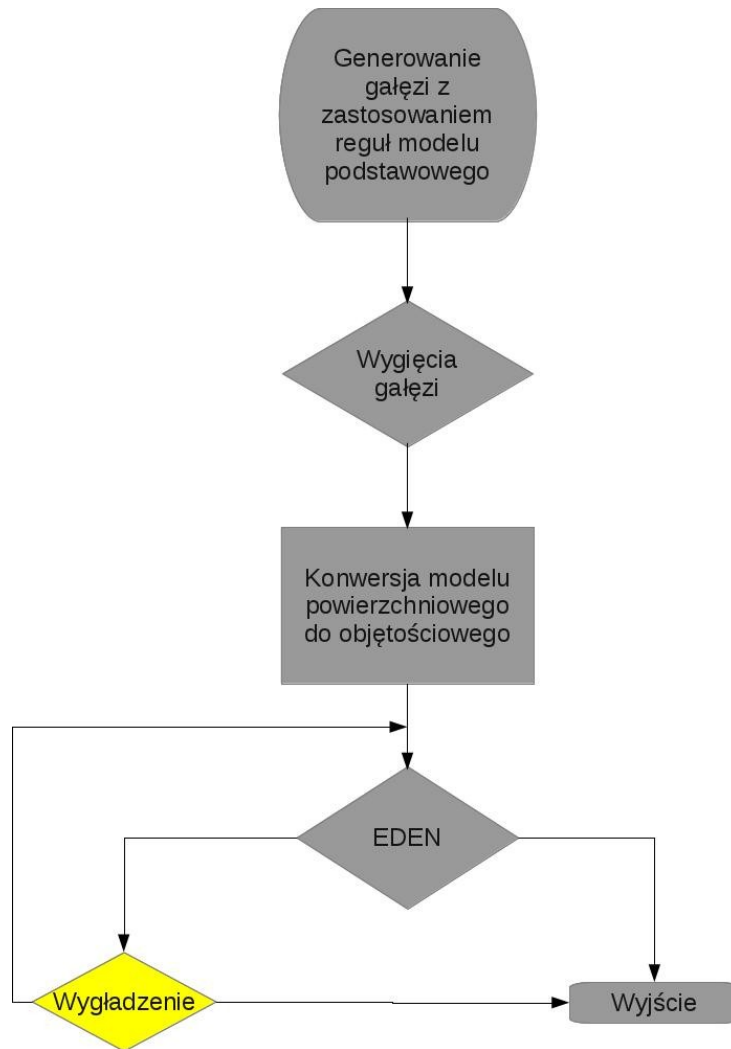 Generowanie
gałęzi z
zastosowaniem
reguł modelu
podstawowego
Wygięcia
gałęzi
Konwersja modelu
powierzchniowego
do objętościowego
EDEN
Wygładzenie
Wyjście